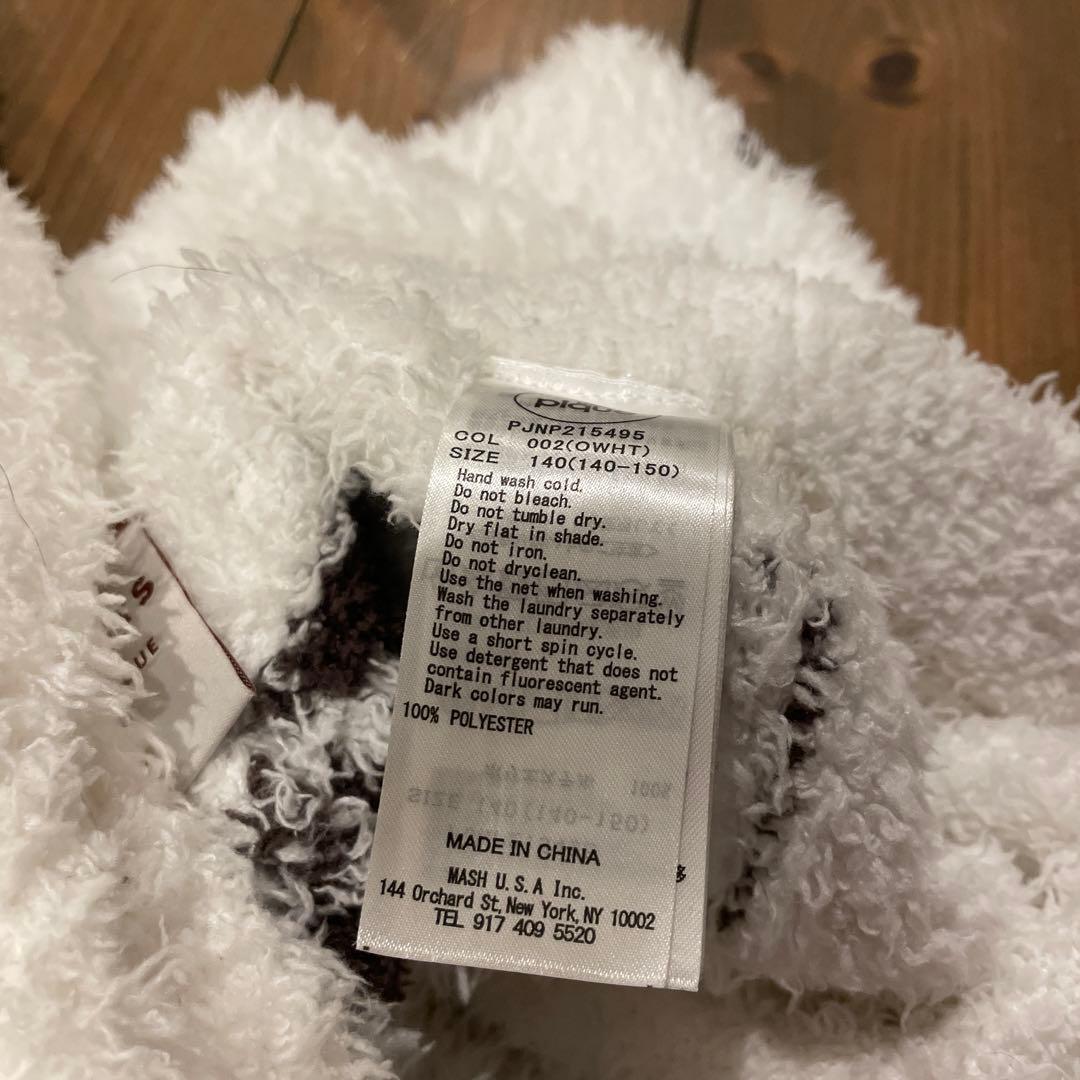 PJNP215495
COL 002(OWHT)
SIZE 140(140-150)
Hand wash cold.
Do not bleach.
Do not tumble dry.
Dry flat in shade.
Do not iron.
Do not dryclean.
Use the net when washing.
Wash the laundry separately
from other laundry.
Use a short spin cycle.
Use detergent that does not
contain fluorescent agent.
Dark colors may run.
100% POLYESTER
MADE IN CHINA
MASH U.S.A Inc.
144 Orchard St, New York, NY 10002
TEL 917 409 5520